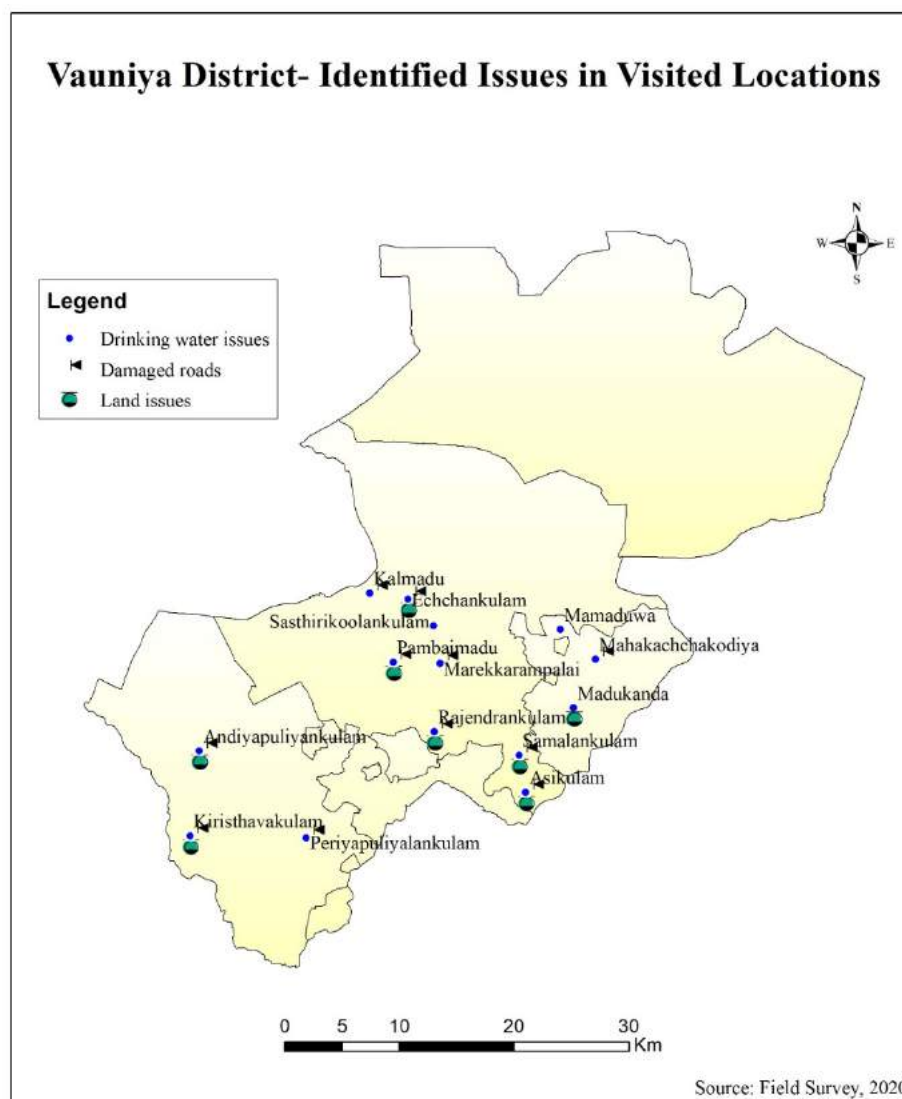 Vauniya District- Identified Issues in Visited Locations
N
W
E
S
Legend
Drinking water issues
Damaged roads
Land issues
Kalmadu
Echchankulam
Sasthirikoolankulam
Mamaduwa
Pambaimadu
Mahakachchakodiya
Marekkarampalai
Madukanda
Rajendrankulam
Andiyapuliyankulam
Samalankulam
Asikulam
Kiristhavakulam
Periyapuliyalankulam
0 5 10 20 30
Km
Source: Field Survey, 2020